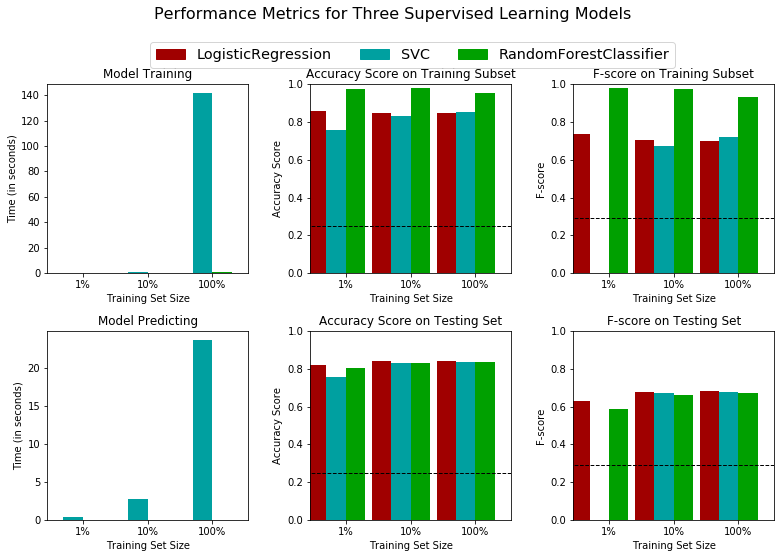 Performance Metrics for Three Supervised Learning Models
LogisticRegression SVC RandomForestClassifier
Model Training
Time (in seconds)
140
120
100
80
60
40
20
0
1% 10% 100%
Training Set Size
Accuracy Score on Training Subset
Accuracy Score
1.0
0.8
0.6
0.4
0.2
0.0
1% 10% 100%
Training Set Size
F-score on Training Subset
F-score
1.0
0.8
0.6
0.4
0.2
0.0
1% 10% 100%
Training Set Size
Model Predicting
Time (in seconds)
20
15
10
5
0
1% 10% 100%
Training Set Size
Accuracy Score on Testing Set
Accuracy Score
1.0
0.8
0.6
0.4
0.2
0.0
1% 10% 100%
Training Set Size
F-score on Testing Set
F-score
1.0
0.8
0.6
0.4
0.2
0.0
1% 10% 100%
Training Set Size